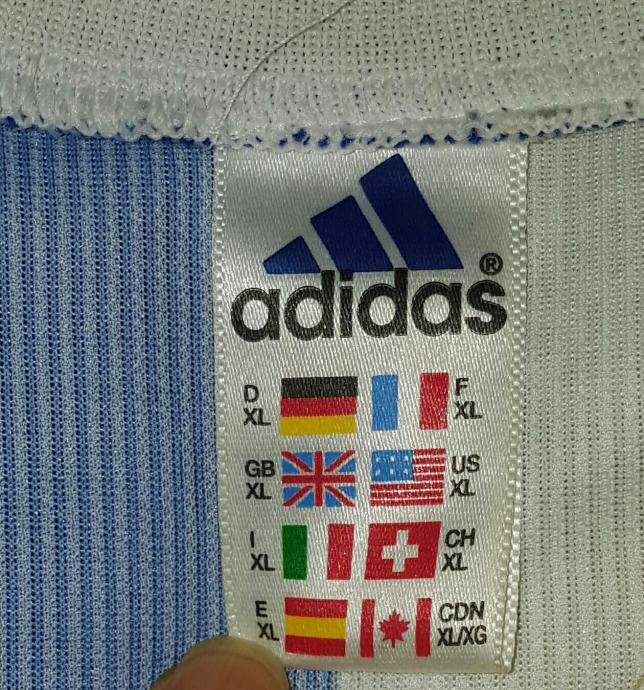 adidas®
D XL F XL
GB XL US XL
I XL CH XL
E XL CDN XL/XG